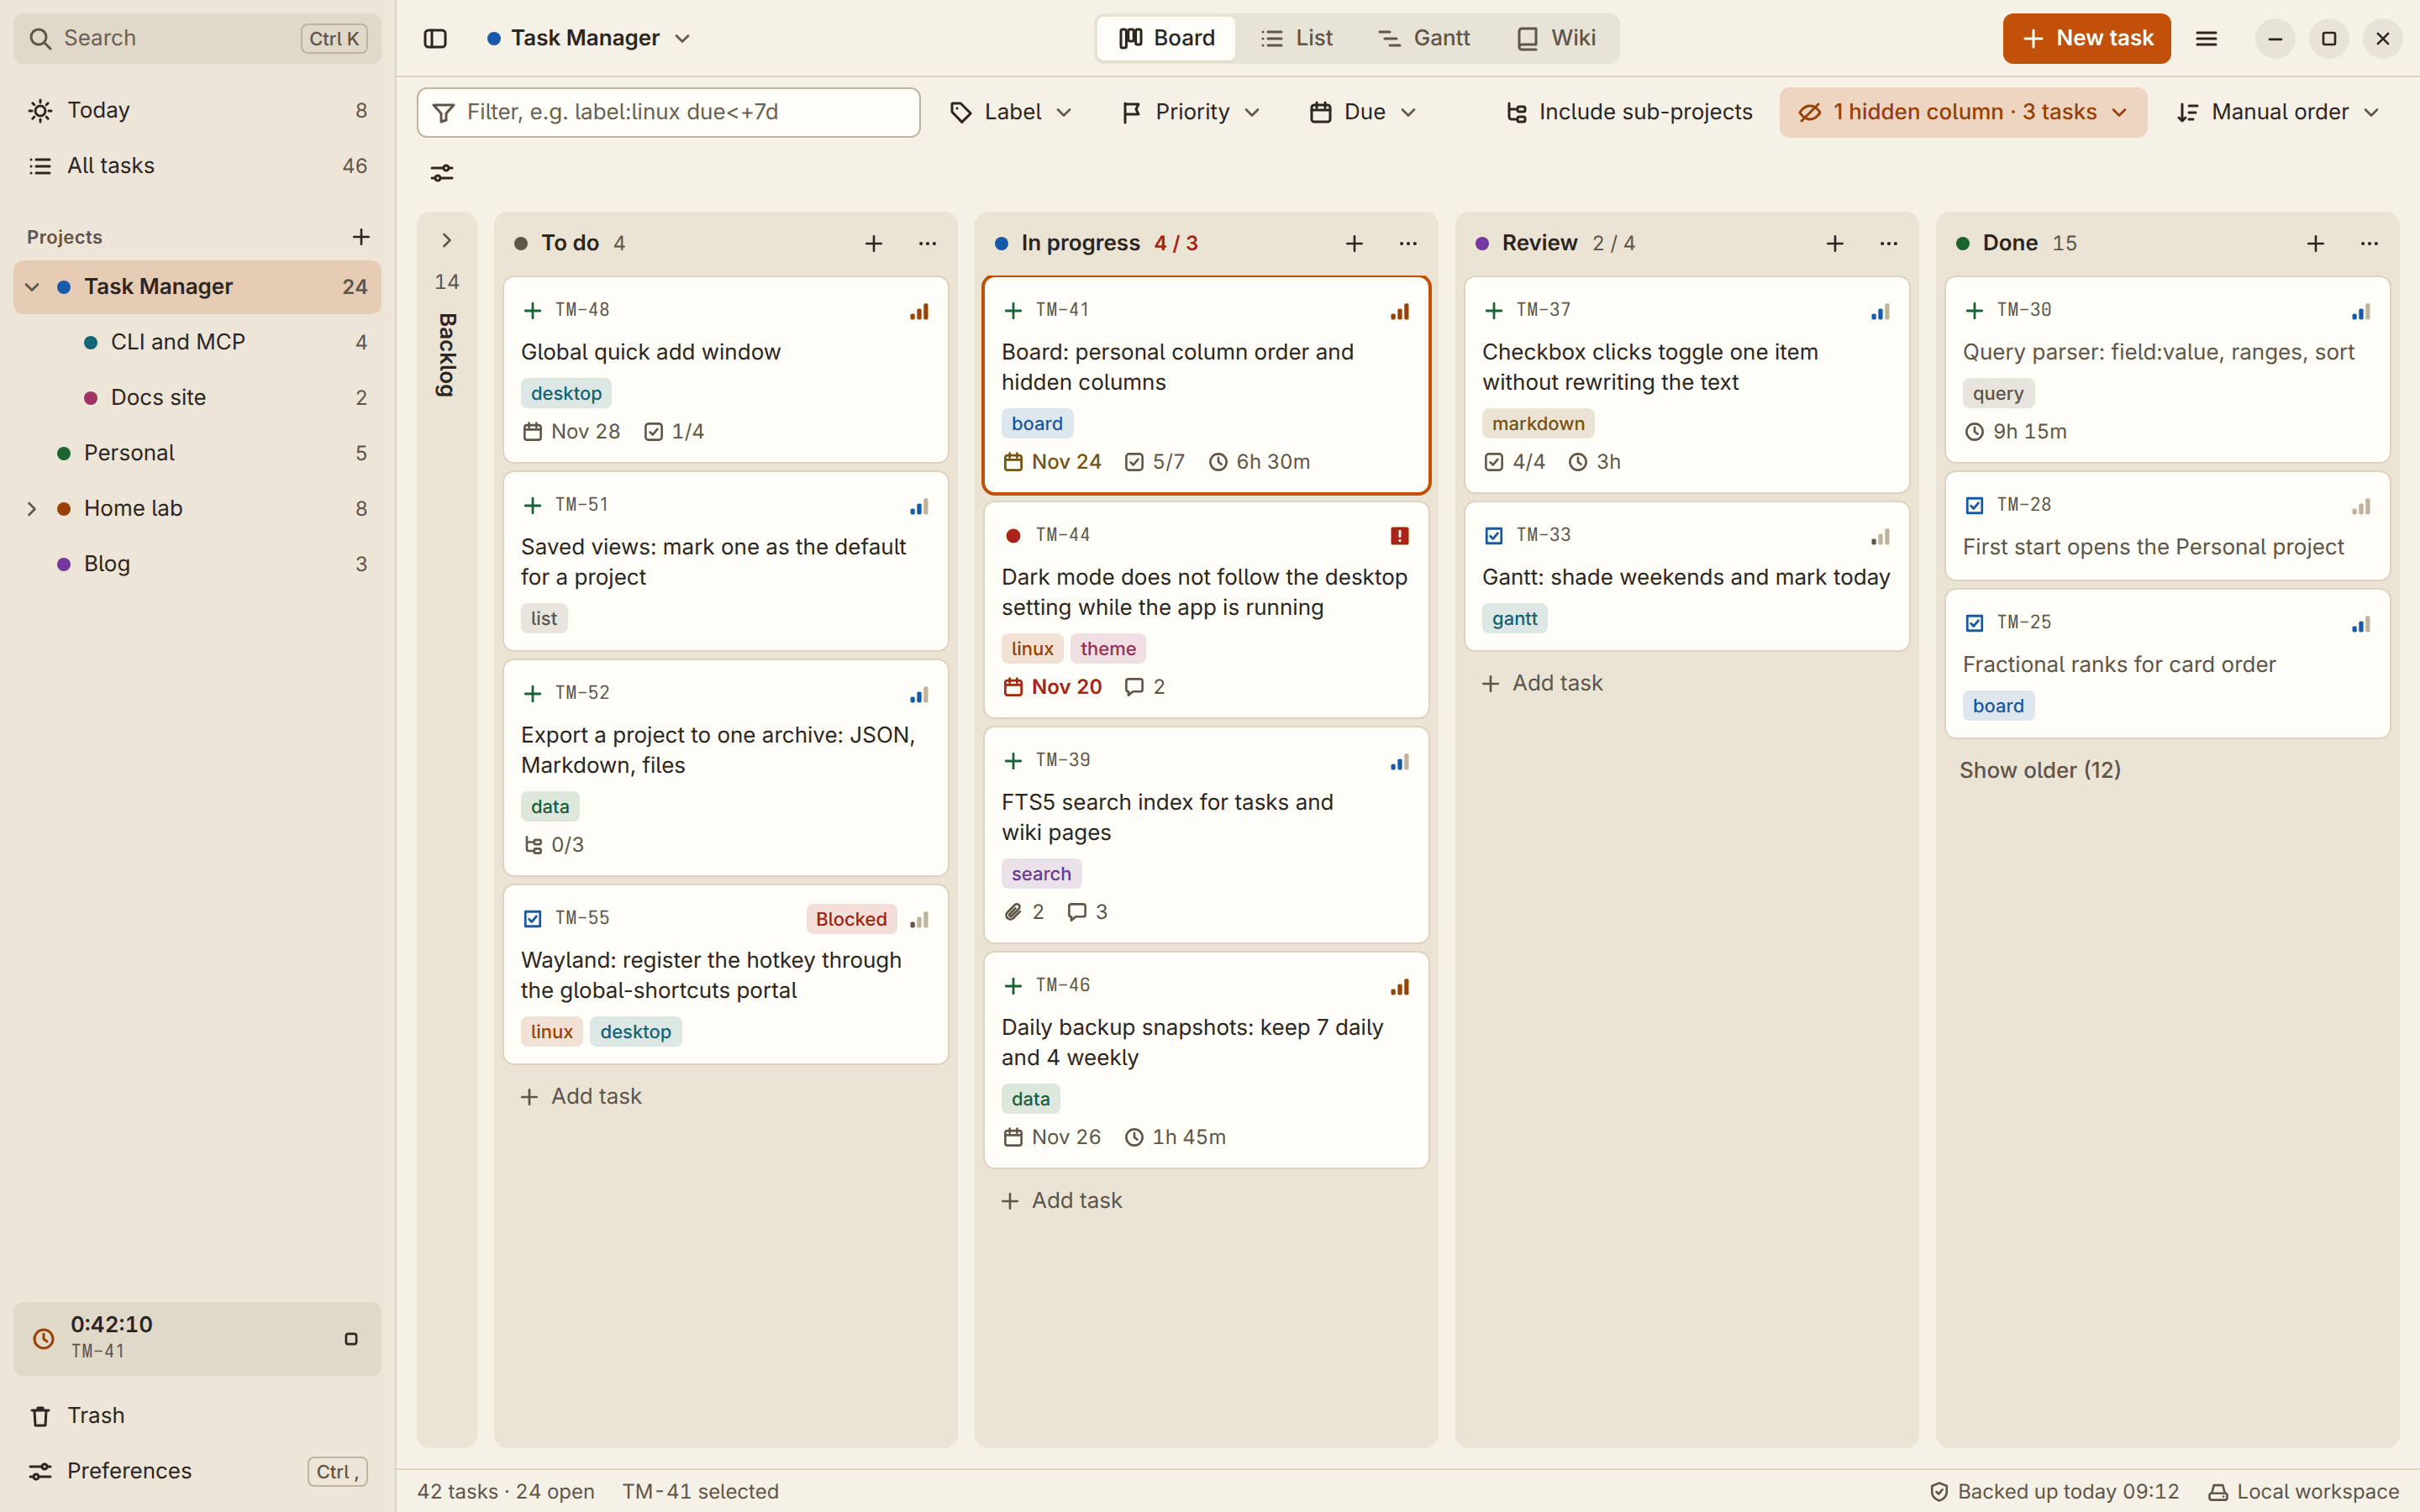 Search Ctrl K
Today 8
All tasks 46
Projects
Task Manager 24
CLI and MCP 4
Docs site 2
Personal 5
Home lab 8
Blog 3
0:42:10
TM-41
Trash
Preferences Ctrl ,
Task Manager
Board List Gantt Wiki
New task
Filter, e.g. label:linux due<+7d
Label Priority Due
Include sub-projects
1 hidden column · 3 tasks
Manual order
14
Backlog
To do 4
TM-48
Global quick add window
desktop
Nov 28 1/4
TM-51
Saved views: mark one as the default
for a project
list
TM-52
Export a project to one archive: JSON,
Markdown, files
data
0/3
TM-55 Blocked
Wayland: register the hotkey through
the global-shortcuts portal
linux desktop
Add task
In progress 4 / 3
TM-41
Board: personal column order and
hidden columns
board
Nov 24 5/7 6h 30m
TM-44
Dark mode does not follow the desktop
setting while the app is running
linux theme
Nov 20 2
TM-39
FTS5 search index for tasks and
wiki pages
search
2 3
TM-46
Daily backup snapshots: keep 7 daily
and 4 weekly
data
Nov 26 1h 45m
Add task
Review 2 / 4
TM-37
Checkbox clicks toggle one item
without rewriting the text
markdown
4/4 3h
TM-33
Gantt: shade weekends and mark today
gantt
Add task
Done 15
TM-30
Query parser: field:value, ranges, sort
query
9h 15m
TM-28
First start opens the Personal project
TM-25
Fractional ranks for card order
board
Show older (12)
42 tasks · 24 open TM-41 selected
Backed up today 09:12 Local workspace